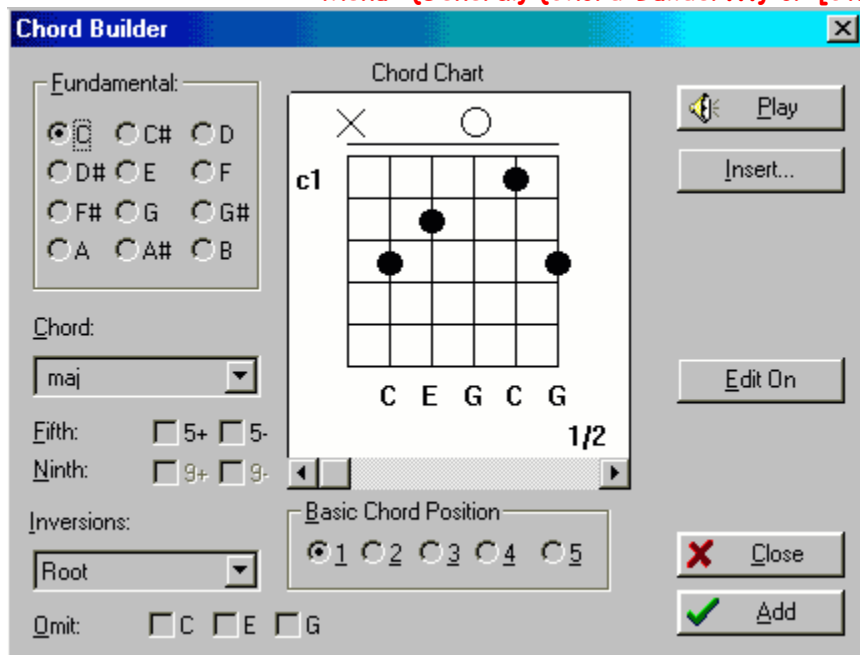 Chord Builder
Fundamental:
C C# D
D# E F
F# G G#
A A# B
Chord:
maj
Fifth: 5+ 5-
Ninth: 9+ 9-
Inversions:
Root
Omit: C E G
Chord Chart
c1
C E G C G
1/2
Basic Chord Position
1 2 3 4 5
Play
Insert...
Edit On
Close
Add